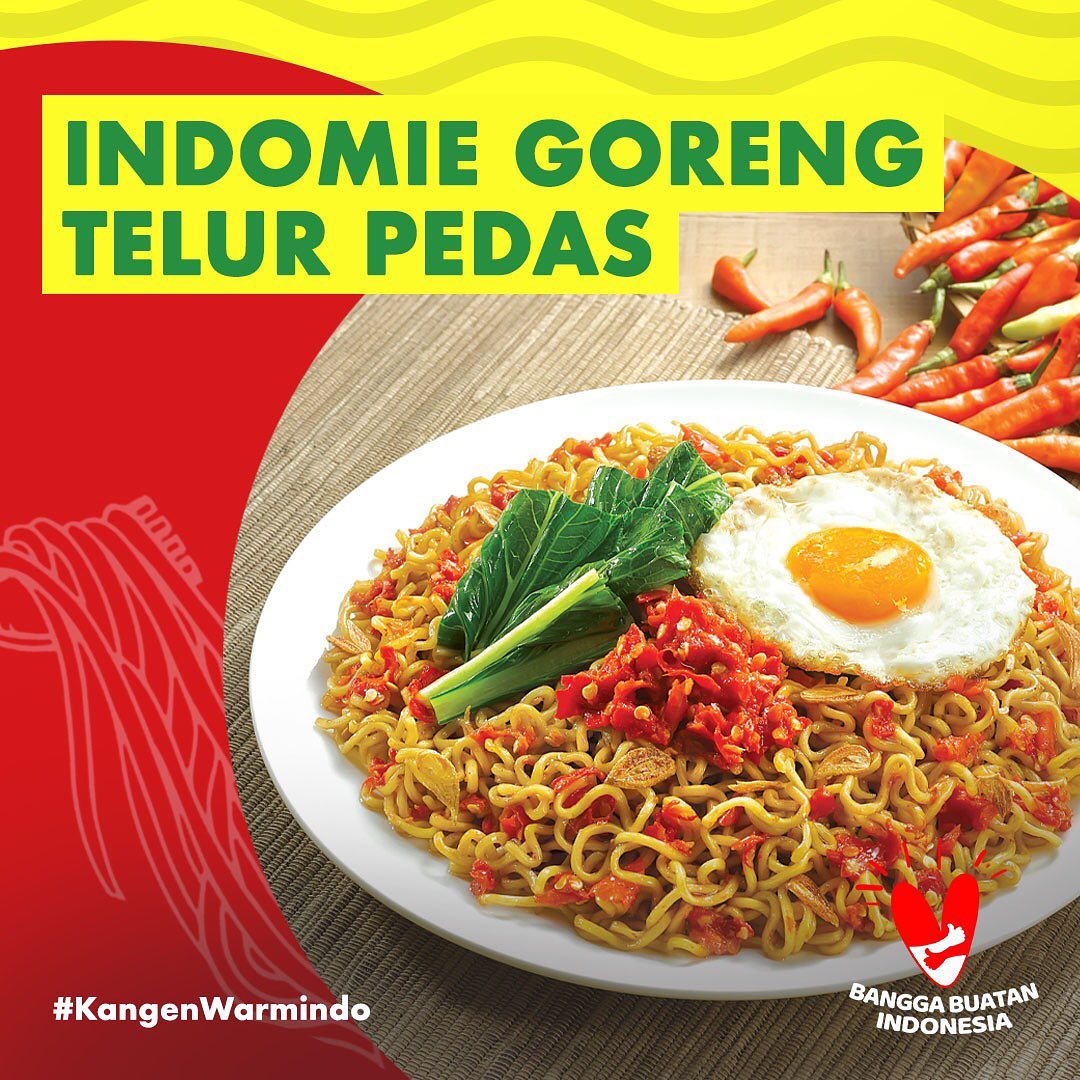 INDOMIE GORENG
TELUR PEDAS
#KangenWarmindo
BANGGA BUATAN
INDONESIA